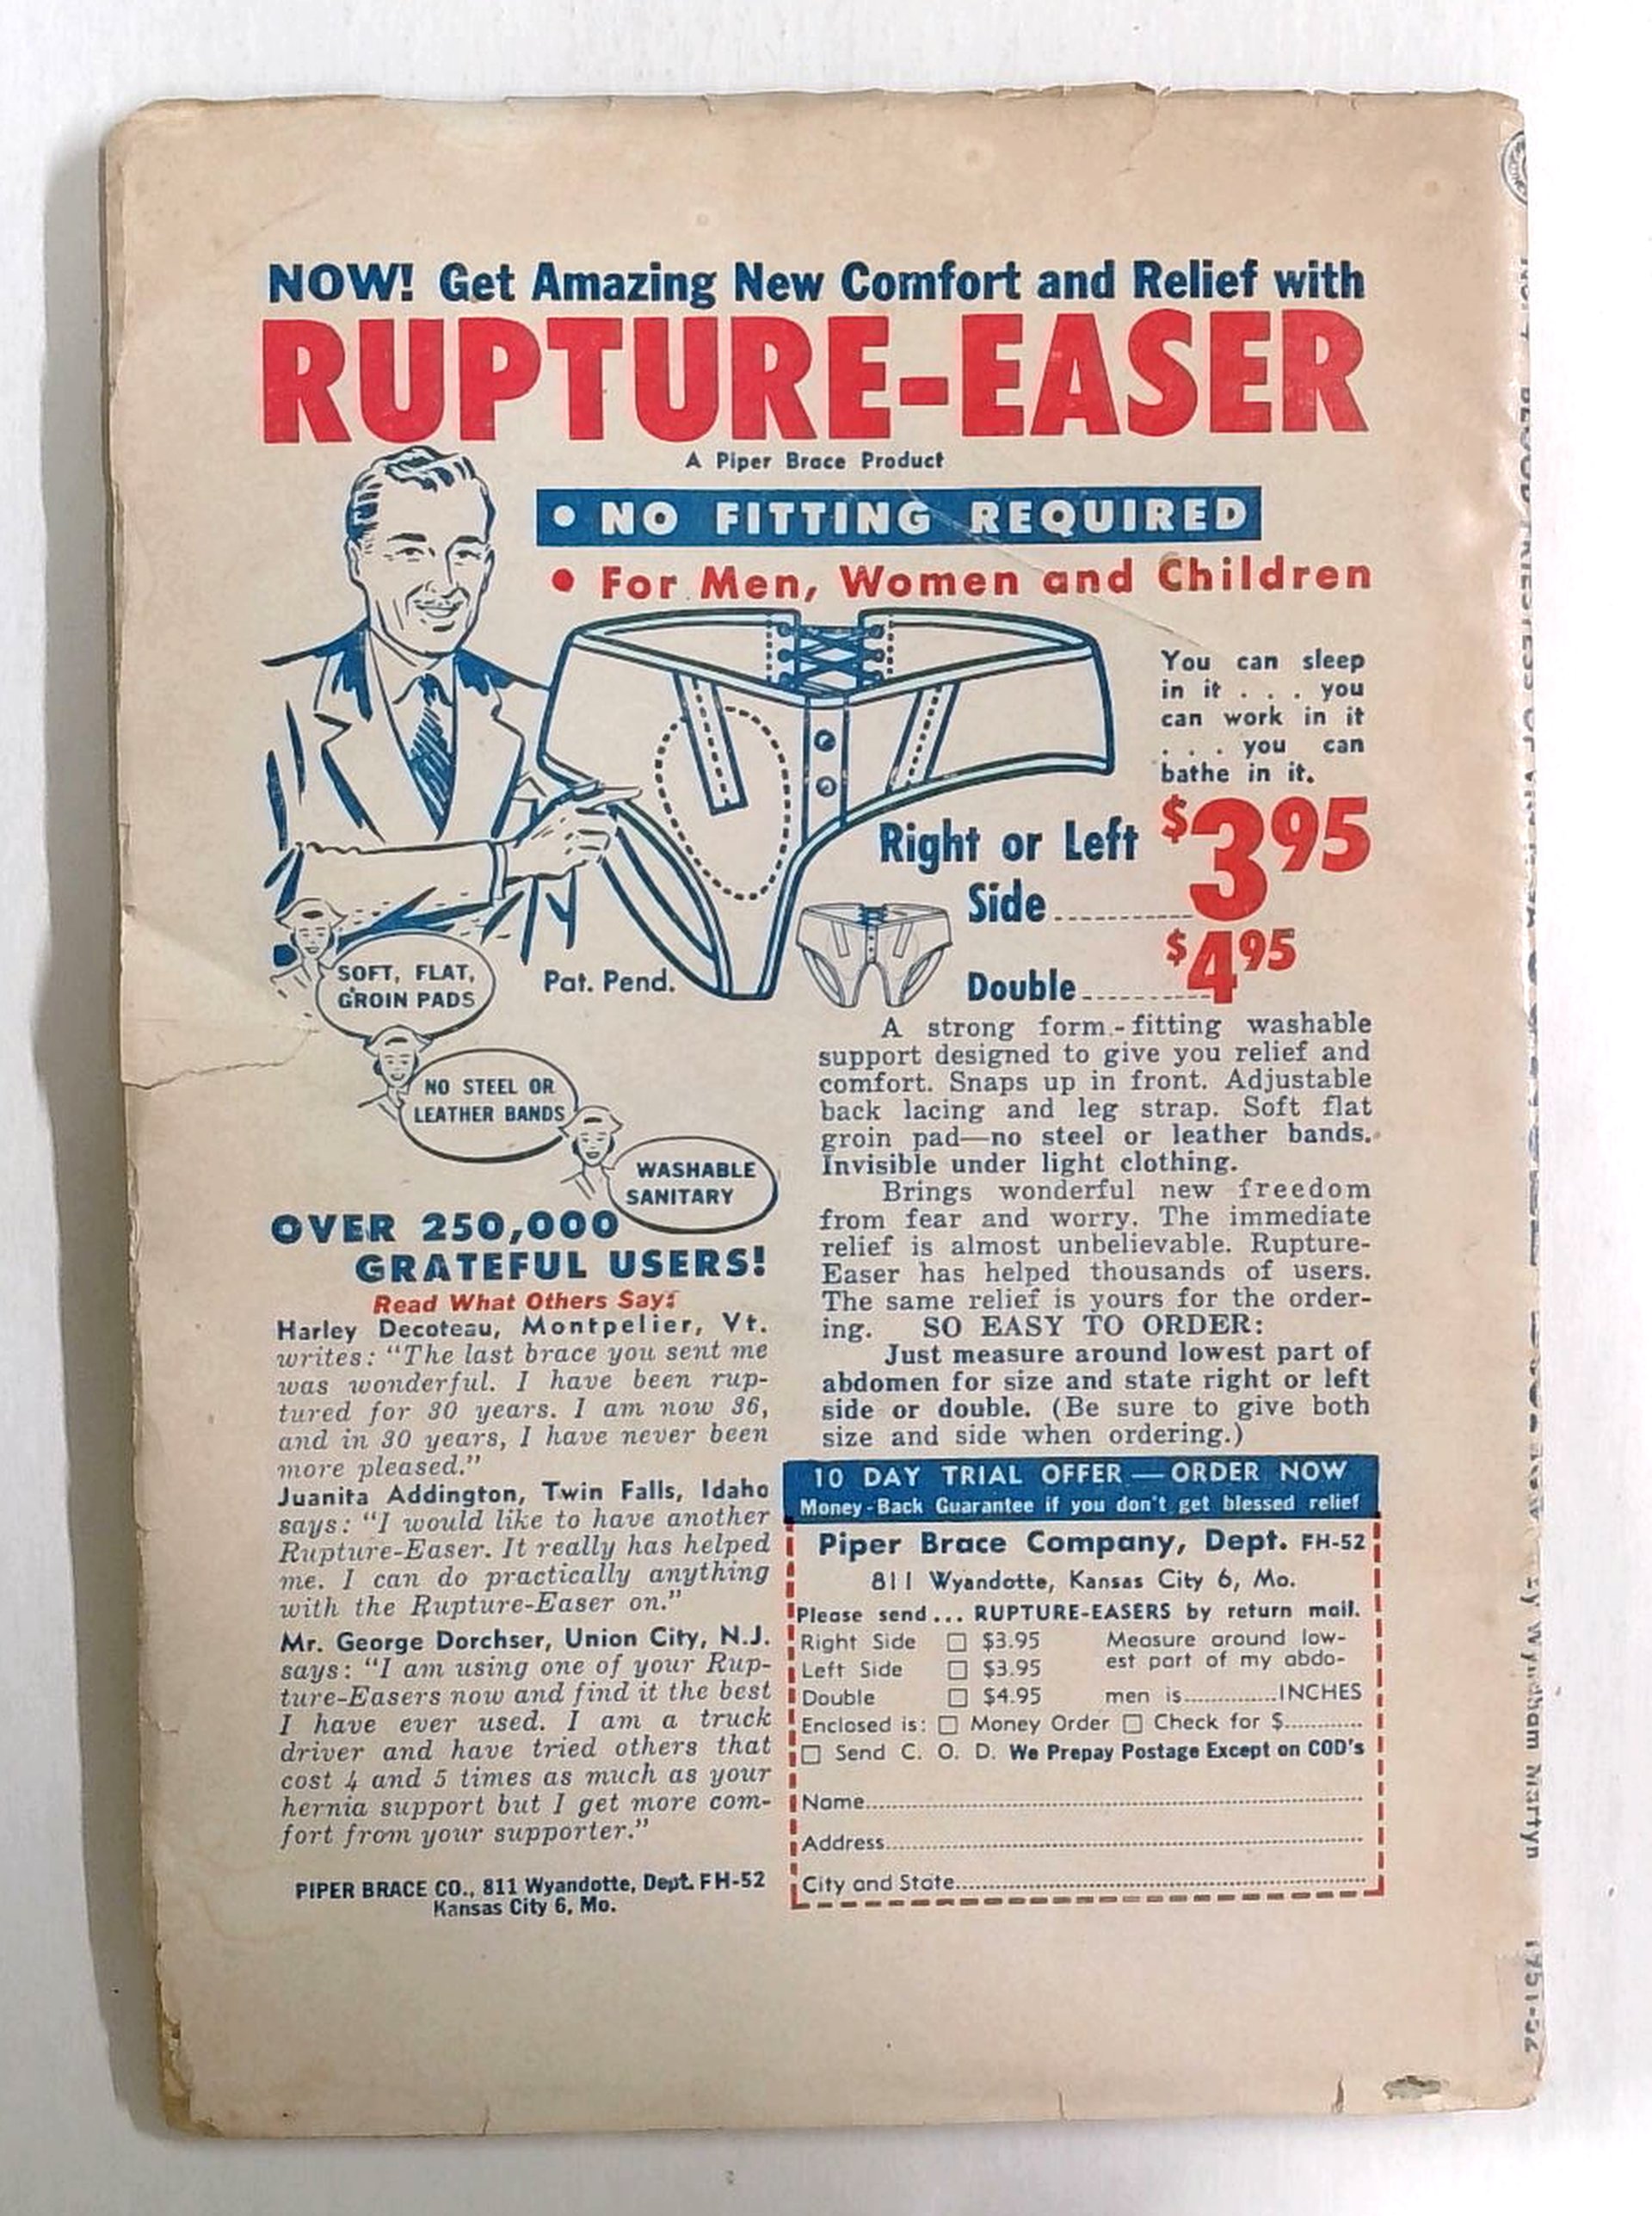 NOW! Get Amazing New Comfort and Relief with
RUPTURE-EASER
A Piper Brace Product
• NO FITTING REQUIRED
• For Men, Women and Children
You can sleep
in it . . . you
can work in it
. . . you can
bathe in it.
Right or Left
Side.......... $3.95
Double.......... $4.95
Pat. Pend.
SOFT, FLAT,
GROIN PADS
NO STEEL OR
LEATHER BANDS
WASHABLE
SANITARY
OVER 250,000
GRATEFUL USERS!
Read What Others Say:
Harley Decoteau, Montpelier, Vt.
writes: "The last brace you sent me
was wonderful. I have been rup-
tured for 30 years. I am now 36,
and in 30 years, I have never been
more pleased."
Juanita Addington, Twin Falls, Idaho
says: "I would like to have another
Rupture-Easer. It really has helped
me. I can do practically anything
with the Rupture-Easer on."
Mr. George Dorchser, Union City, N.J.
says: "I am using one of your Rup-
ture-Easers now and find it the best
I have ever used. I am a truck
driver and have tried others that
cost 4 and 5 times as much as your
hernia support but I get more com-
fort from your supporter."
PIPER BRACE CO., 811 Wyandotte, Dept. FH-52
Kansas City 6, Mo.
A strong form-fitting washable
support designed to give you relief and
comfort. Snaps up in front. Adjustable
back lacing and leg strap. Soft flat
groin pad—no steel or leather bands.
Invisible under light clothing.
Brings wonderful new freedom
from fear and worry. The immediate
relief is almost unbelievable. Rupture-
Easer has helped thousands of users.
The same relief is yours for the order-
ing. SO EASY TO ORDER:
Just measure around lowest part of
abdomen for size and state right or left
side or double. (Be sure to give both
size and side when ordering.)
10 DAY TRIAL OFFER — ORDER NOW
Money-Back Guarantee if you don't get blessed relief
Piper Brace Company, Dept. FH-52
811 Wyandotte, Kansas City 6, Mo.
Please send... RUPTURE-EASERS by return mail.
Right Side □ $3.95 Measure around low-
Left Side □ $3.95 est part of my abdo-
Double □ $4.95 men is..............INCHES
Enclosed is: □ Money Order □ Check for $............
□ Send C. O. D. We Prepay Postage Except on COD's
Name..............................
Address..............................
City and State..............................
Wyndham Martyn
1951-52